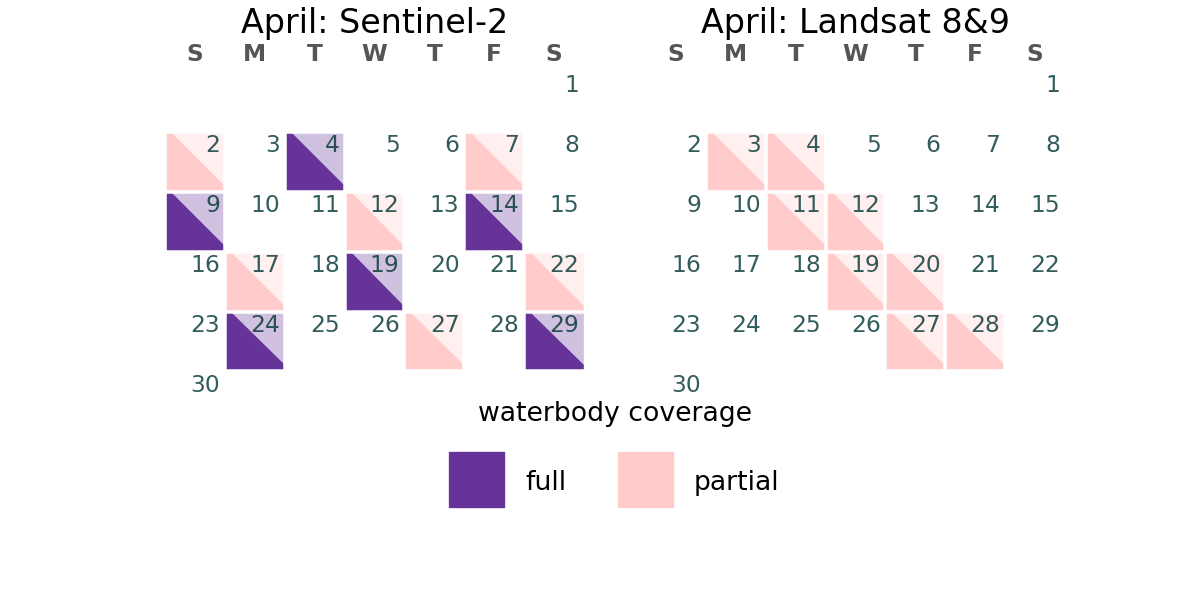 April: Sentinel-2
S M T W T F S
1
2 3 4 5 6 7 8
9 10 11 12 13 14 15
16 17 18 19 20 21 22
23 24 25 26 27 28 29
30
April: Landsat 8&9
S M T W T F S
1
2 3 4 5 6 7 8
9 10 11 12 13 14 15
16 17 18 19 20 21 22
23 24 25 26 27 28 29
30
waterbody coverage
full partial